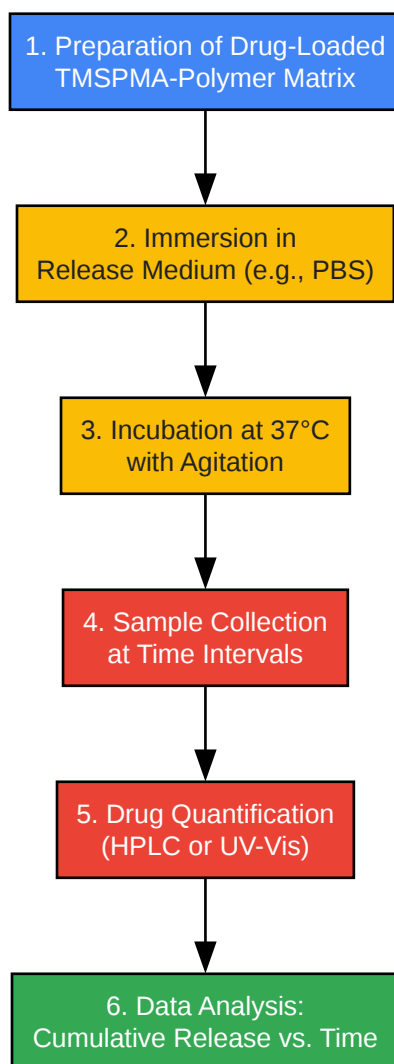 1. Preparation of Drug-Loaded
TMSPMA-Polymer Matrix
2. Immersion in
Release Medium (e.g., PBS)
3. Incubation at 37°C
with Agitation
4. Sample Collection
at Time Intervals
5. Drug Quantification
(HPLC or UV-Vis)
6. Data Analysis:
Cumulative Release vs. Time